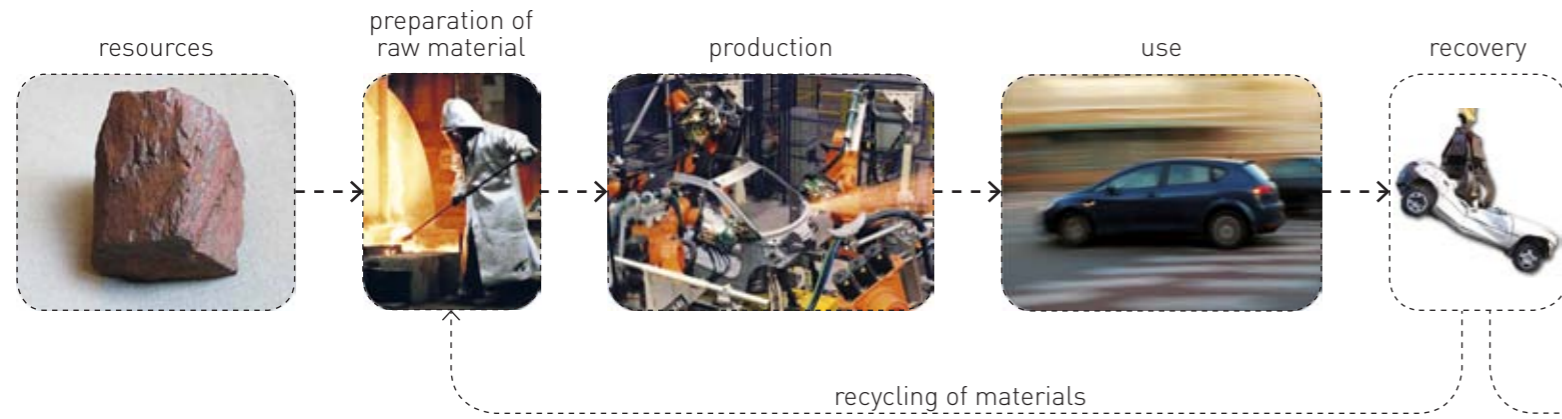 resources
preparation of
raw material
production
use
recovery
recycling of materials